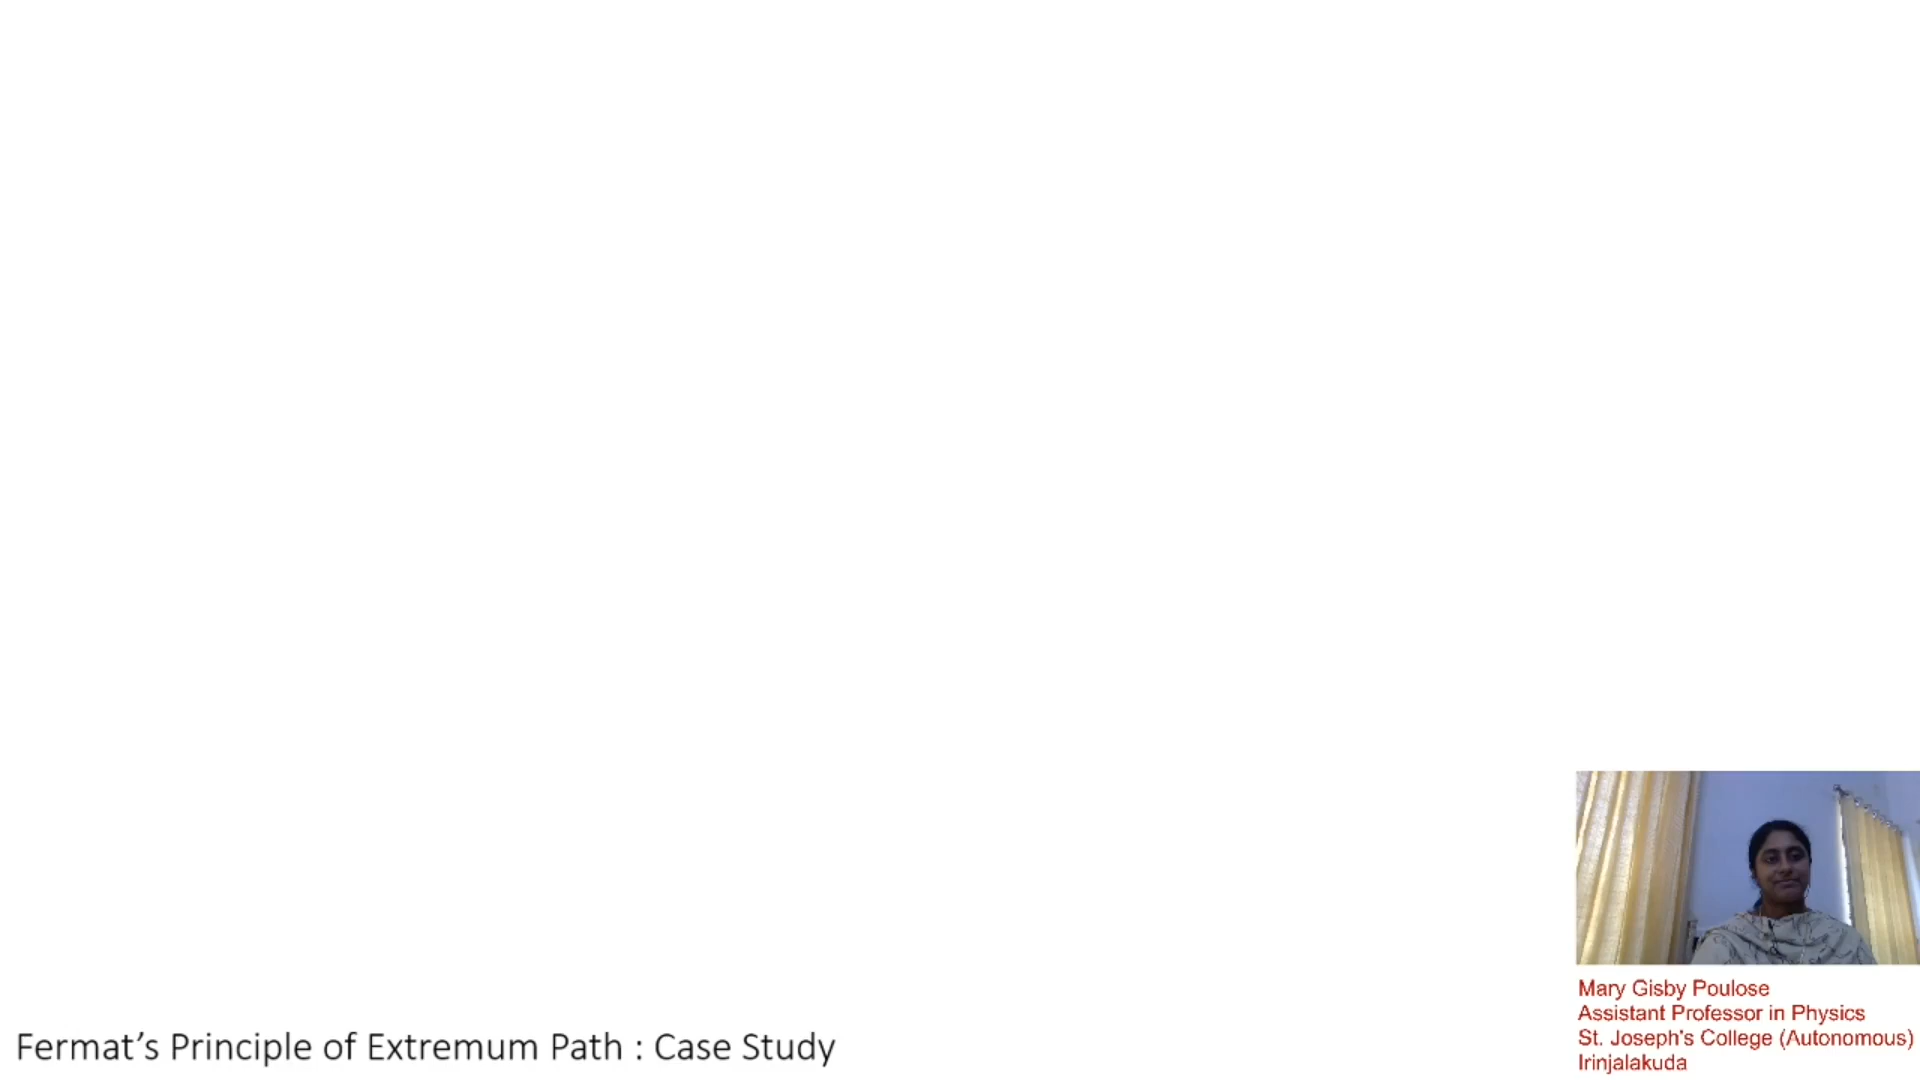 Fermat’s Principle of Extremum Path : Case Study
Mary Gisby Poulose
Assistant Professor in Physics
St. Joseph's College (Autonomous)
Irinjalakuda